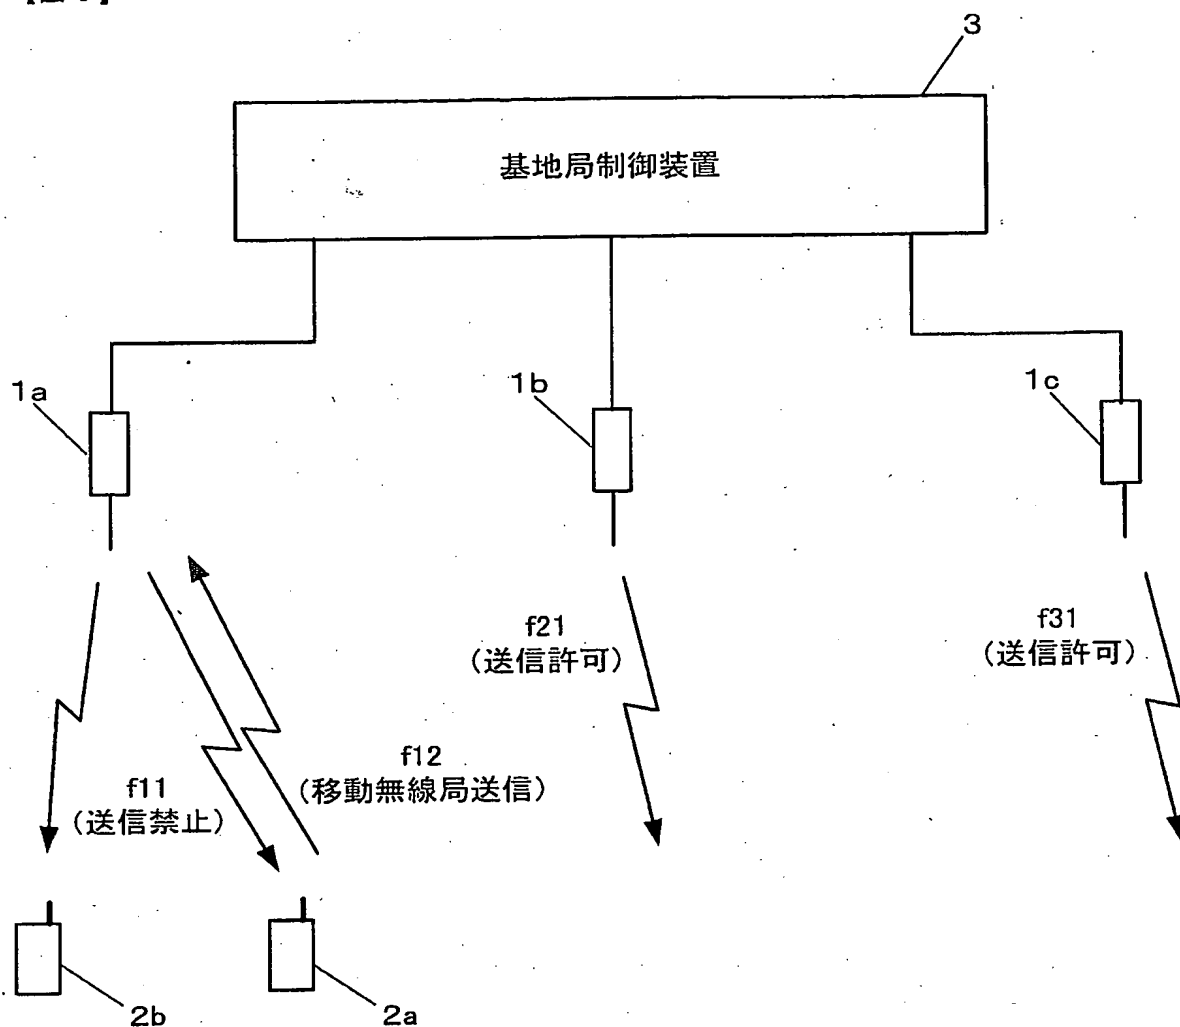 3
基地局制御装置
1a
1b
1c
f21
(送信許可)
f31
(送信許可)
f12
(移動無線局送信)
f11
(送信禁止)
2b
2a